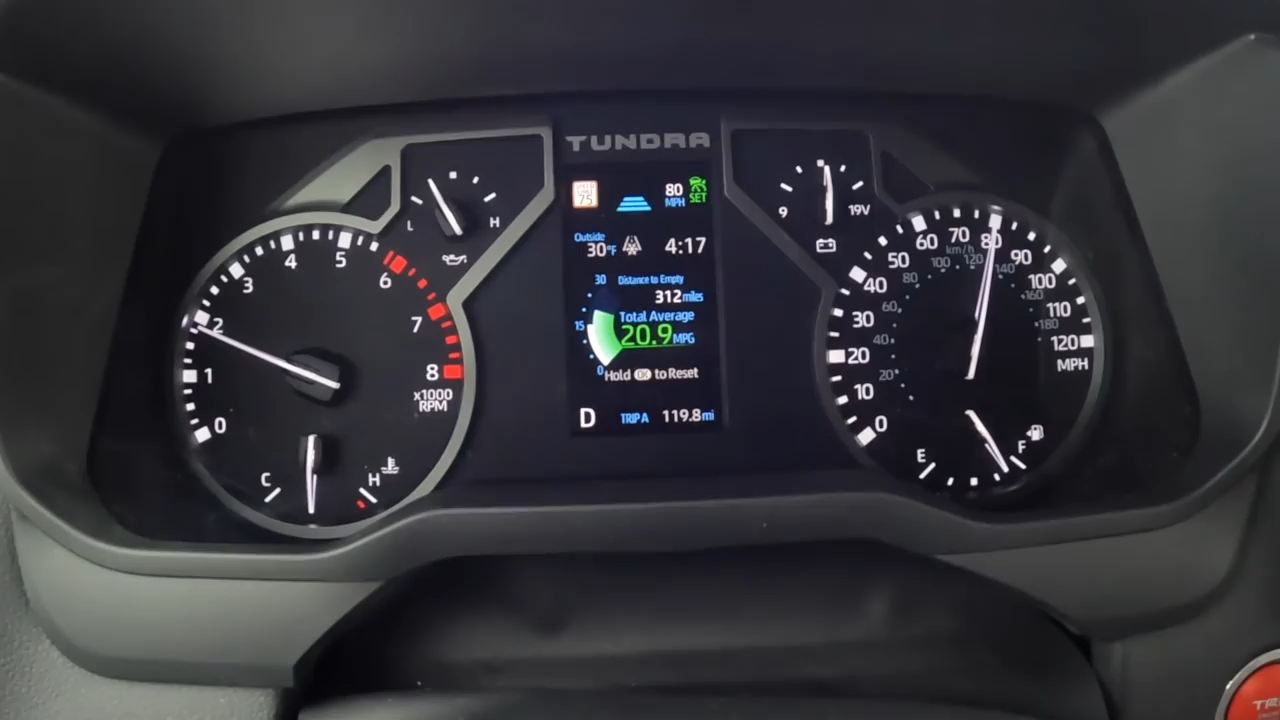 TUNDRA
SPEED
LIMIT
75
80
MPH
SET
Outside
30°F
4:17
30
Distance to Empty
312 miles
15
Total Average
20.9 MPG
0
Hold OK to Reset
D
TRIP A 119.8 mi
L
H
0
1
2
3
4
5
6
7
8
x1000
RPM
C
H
9
19V
0
10
20
30
40
50
60
70
80
90
100
110
120
MPH
km/h
20
40
60
80
100
120
140
160
180
E
F